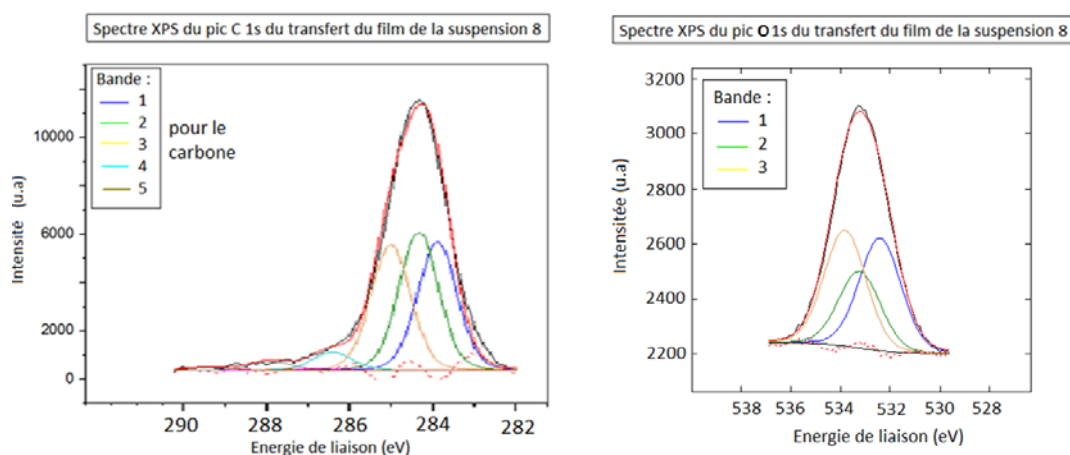 Spectre XPS du pic C 1s du transfert du film de la suspension 8
Bande :
1
2
3
4
5
pour le
carbone
Intensité (u.a)
10000
6000
2000
0
290
288
286
284
282
Energie de liaison (eV)
Spectre XPS du pic O 1s du transfert du film de la suspension 8
Bande :
1
2
3
Intensitée (u.a)
3200
3000
2800
2600
2400
2200
538
536
534
532
530
528
Energie de liaison (eV)